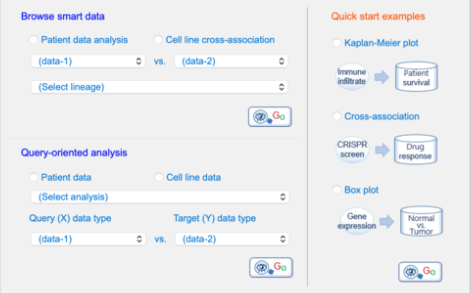 Browse smart data
Patient data analysis
Cell line cross-association
(data-1)
vs.
(data-2)
(Select lineage)
Go
Query-oriented analysis
Patient data
Cell line data
(Select analysis)
Query (X) data type
Target (Y) data type
(data-1)
vs.
(data-2)
Go
Quick start examples
Kaplan-Meier plot
Immune
infiltrate
Patient
survival
Cross-association
CRISPR
screen
Drug
response
Box plot
Gene
expression
Normal
vs.
Tumor
Go